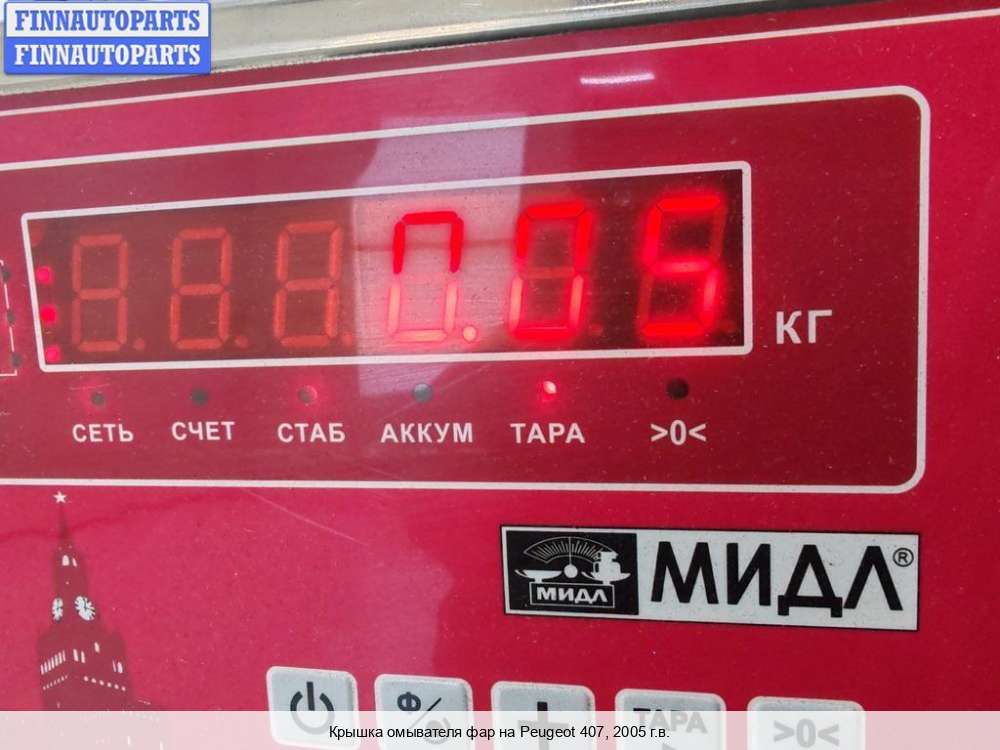 FINNAUTOPARTS
FINNAUTOPARTS
0.05
КГ
СЕТЬ СЧЕТ СТАБ АККУМ ТАРА >0<
МИДЛ МИДЛ®
Ф/
+ ТАРА >0<
Крышка омывателя фар на Peugeot 407, 2005 г.в.